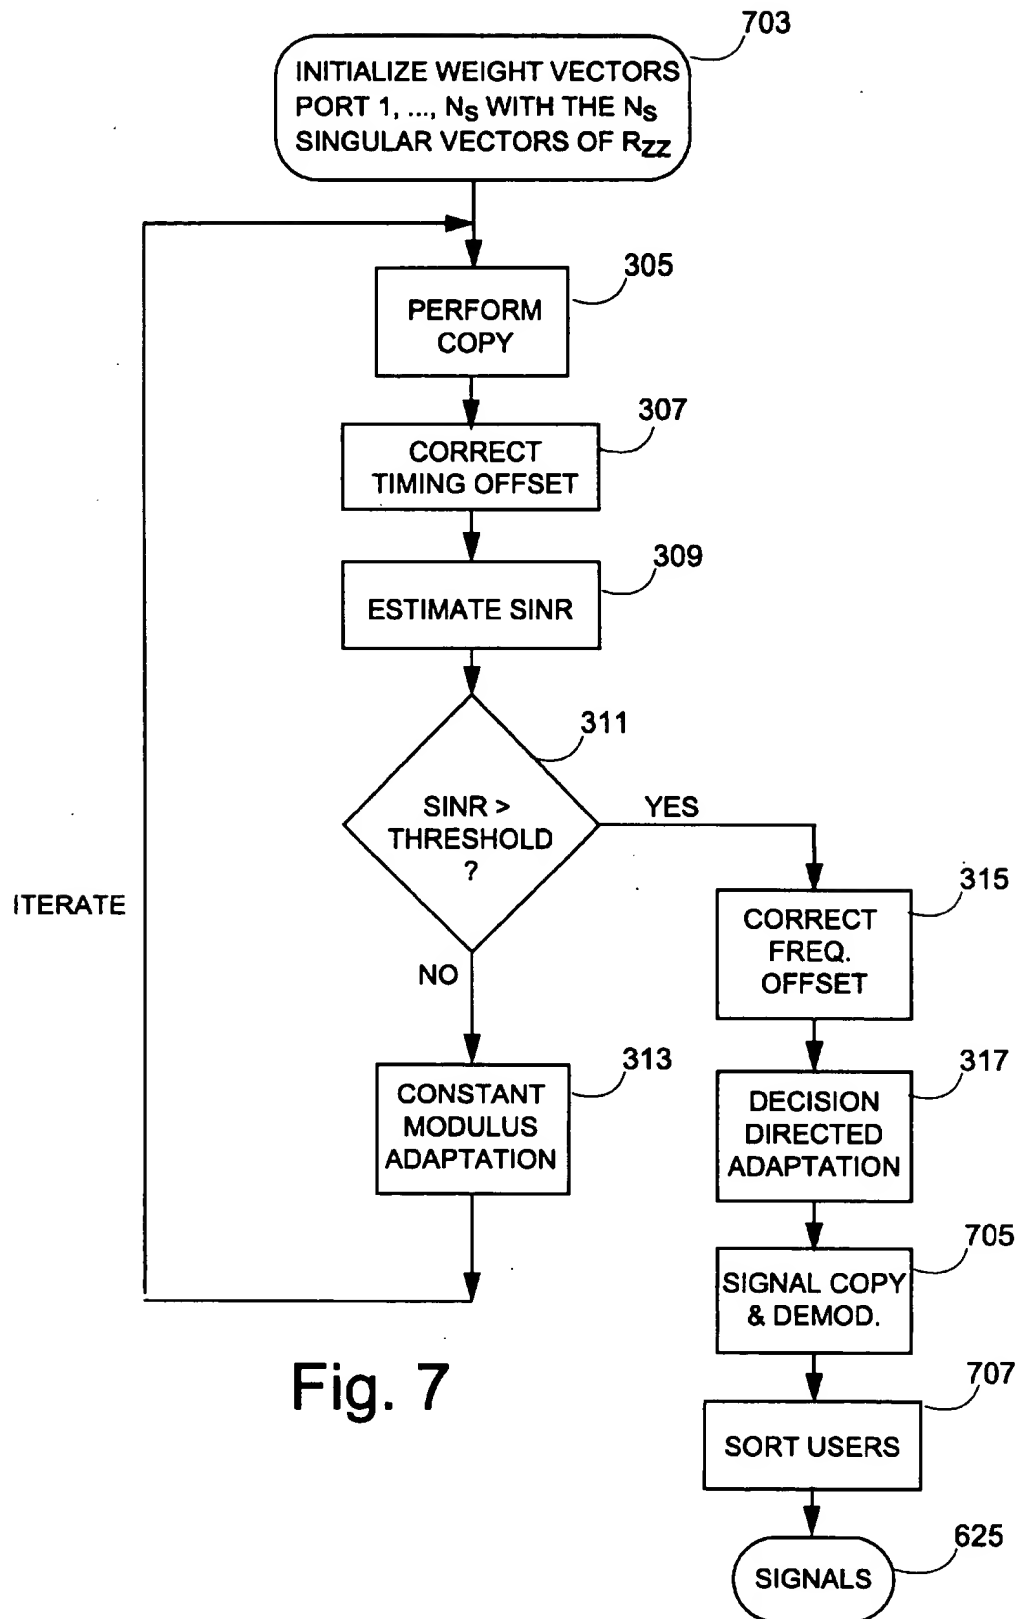 703
INITIALIZE WEIGHT VECTORS
PORT 1, ..., NS WITH THE NS
SINGULAR VECTORS OF RZZ
305
PERFORM
COPY
307
CORRECT
TIMING OFFSET
309
ESTIMATE SINR
311
SINR >
THRESHOLD
?
YES
NO
ITERATE
313
CONSTANT
MODULUS
ADAPTATION
315
CORRECT
FREQ.
OFFSET
317
DECISION
DIRECTED
ADAPTATION
705
SIGNAL COPY
& DEMOD.
707
SORT USERS
625
SIGNALS
Fig. 7